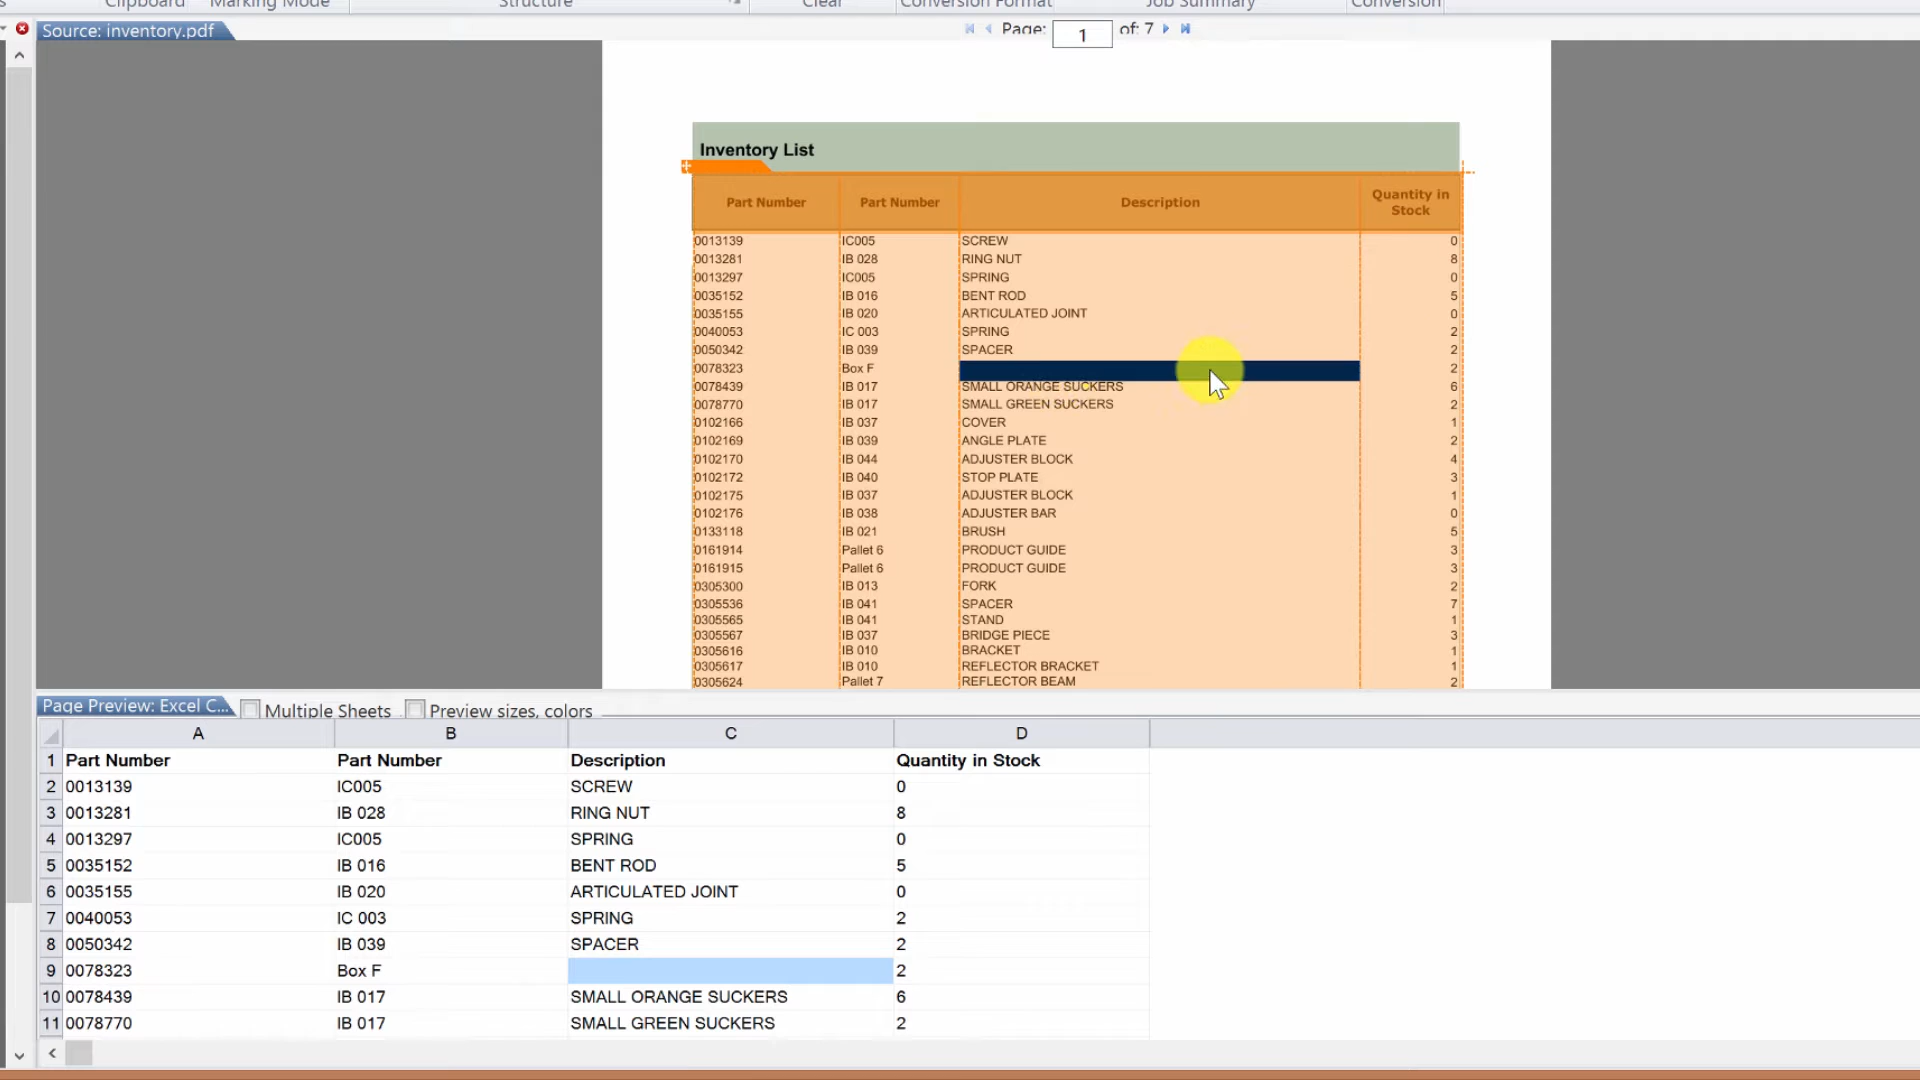 Clipboard Marking Mode Structure Clear Conversion Format Job Summary Conversion
Source: inventory.pdf Page: 1 of: 7
Inventory List
Part Number Part Number Description Quantity in Stock
0013139 IC005 SCREW 0
0013281 IB 028 RING NUT 8
0013297 IC005 SPRING 0
0035152 IB 016 BENT ROD 5
0035155 IB 020 ARTICULATED JOINT 0
0040053 IC 003 SPRING 2
0050342 IB 039 SPACER 2
0078323 Box F 2
0078439 IB 017 SMALL ORANGE SUCKERS 6
0078770 IB 017 SMALL GREEN SUCKERS 2
0102166 IB 037 COVER 1
0102169 IB 039 ANGLE PLATE 2
0102170 IB 044 ADJUSTER BLOCK 4
0102172 IB 040 STOP PLATE 3
0102175 IB 037 ADJUSTER BLOCK 1
0102176 IB 038 ADJUSTER BAR 0
0133118 IB 021 BRUSH 5
0161914 Pallet 6 PRODUCT GUIDE 3
0161915 Pallet 6 PRODUCT GUIDE 3
0305300 IB 013 FORK 2
0305536 IB 041 SPACER 7
0305565 IB 041 STAND 1
0305567 IB 037 BRIDGE PIECE 3
0305616 IB 010 BRACKET 1
0305617 IB 010 REFLECTOR BRACKET 1
0305624 Pallet 7 REFLECTOR BEAM 2
Page Preview: Excel C... Multiple Sheets Preview sizes, colors
A B C D
1 Part Number Part Number Description Quantity in Stock
2 0013139 IC005 SCREW 0
3 0013281 IB 028 RING NUT 8
4 0013297 IC005 SPRING 0
5 0035152 IB 016 BENT ROD 5
6 0035155 IB 020 ARTICULATED JOINT 0
7 0040053 IC 003 SPRING 2
8 0050342 IB 039 SPACER 2
9 0078323 Box F 2
10 0078439 IB 017 SMALL ORANGE SUCKERS 6
11 0078770 IB 017 SMALL GREEN SUCKERS 2